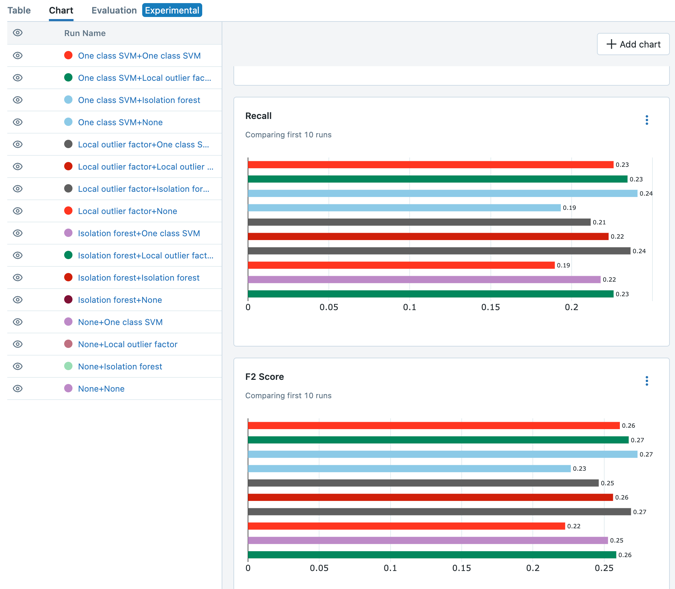 Table Chart Evaluation Experimental
Run Name
One class SVM+One class SVM
One class SVM+Local outlier fac...
One class SVM+Isolation forest
One class SVM+None
Local outlier factor+One class S...
Local outlier factor+Local outlier ...
Local outlier factor+Isolation for...
Local outlier factor+None
Isolation forest+One class SVM
Isolation forest+Local outlier fact...
Isolation forest+Isolation forest
Isolation forest+None
None+One class SVM
None+Local outlier factor
None+Isolation forest
None+None
+ Add chart
Recall
Comparing first 10 runs
0.23
0.23
0.24
0.19
0.21
0.22
0.24
0.19
0.22
0.23
0 0.05 0.1 0.15 0.2
F2 Score
Comparing first 10 runs
0.26
0.27
0.27
0.23
0.25
0.26
0.27
0.22
0.25
0.26
0 0.05 0.1 0.15 0.2 0.25